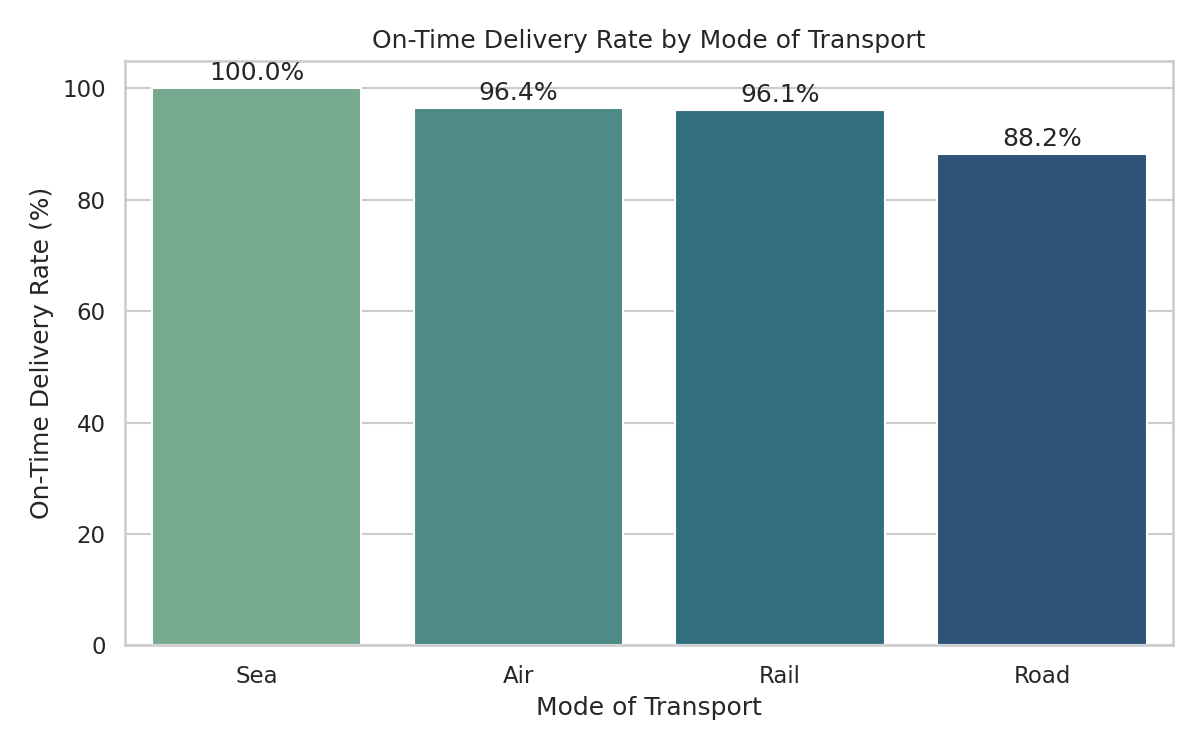 On-Time Delivery Rate by Mode of Transport
On-Time Delivery Rate (%)
100
80
60
40
20
0
100.0%
96.4%
96.1%
88.2%
Sea
Air
Rail
Road
Mode of Transport